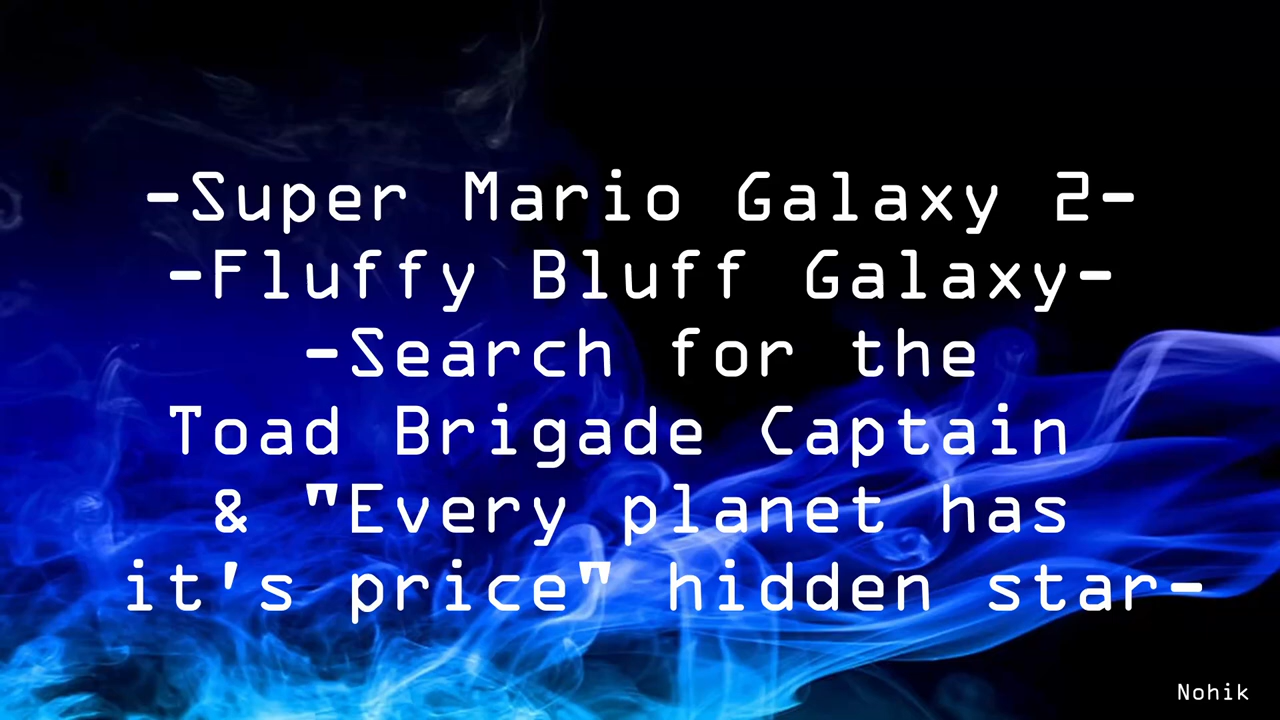 -Super Mario Galaxy 2-
-Fluffy Bluff Galaxy-
-Search for the
Toad Brigade Captain
& "Every planet has
it's price" hidden star-
Nohik